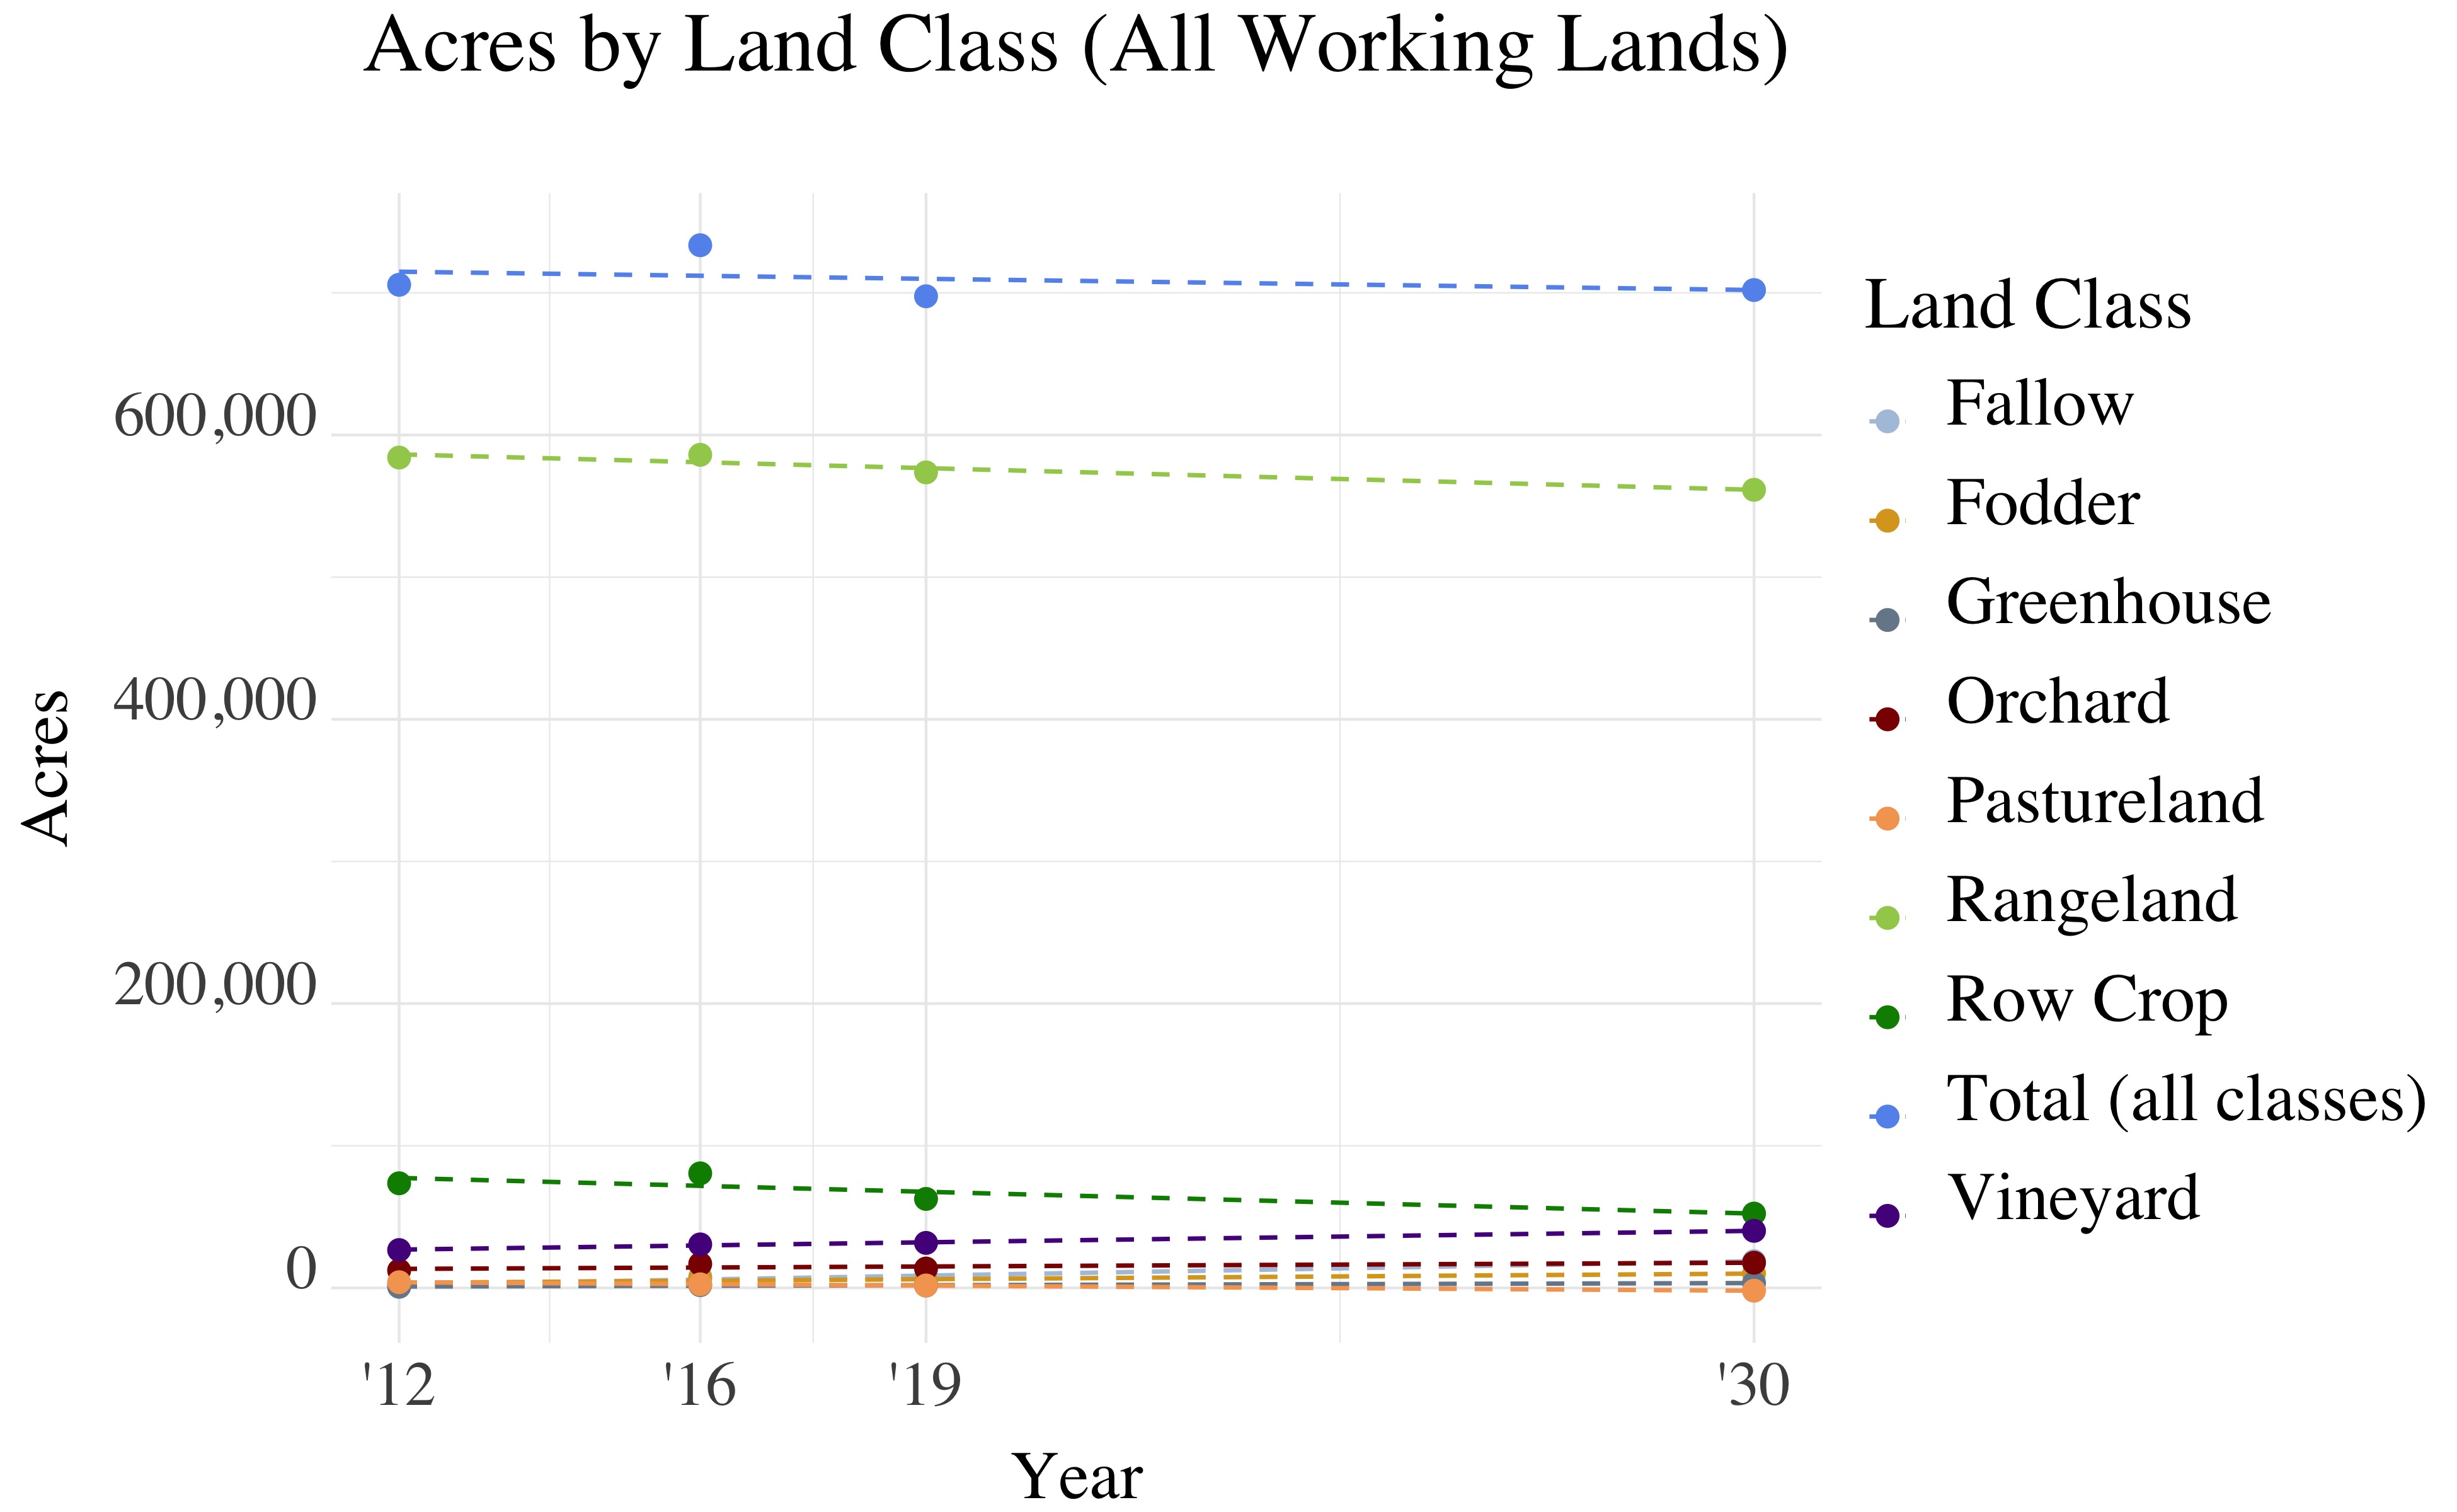 Acres by Land Class (All Working Lands)
Acres
600,000
400,000
200,000
0
'12 '16 '19 '30
Year
Land Class
Fallow
Fodder
Greenhouse
Orchard
Pastureland
Rangeland
Row Crop
Total (all classes)
Vineyard